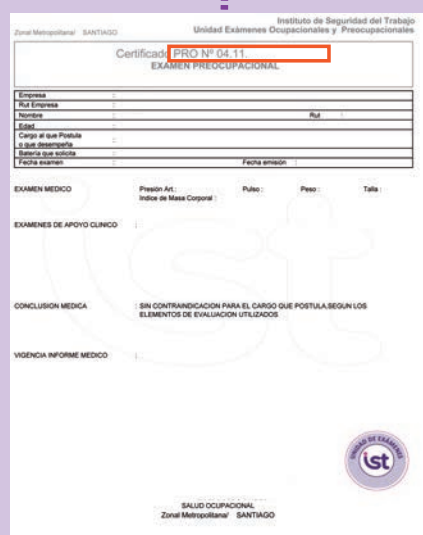 Instituto de Seguridad del Trabajo
Zonal Metropolitana/ SANTIAGO Unidad Exámenes Ocupacionales y Preocupacionales
Certificado PRO Nº 04.11.
EXAMEN PREOCUPACIONAL
Empresa :
Rut Empresa :
Nombre : Rut :
Edad :
Cargo al que Postula
o que desempeña :
Batería que solicita :
Fecha examen : Fecha emisión :
EXAMEN MEDICO Presión Art.: Pulso : Peso : Talla :
Indice de Masa Corporal :
EXAMENES DE APOYO CLINICO :
CONCLUSION MEDICA : SIN CONTRAINDICACION PARA EL CARGO QUE POSTULA,SEGUN LOS
ELEMENTOS DE EVALUACION UTILIZADOS
VIGENCIA INFORME MEDICO :
ist
UNIDAD DE EXÁMENES
ist
SALUD OCUPACIONAL
Zonal Metropolitana/ SANTIAGO